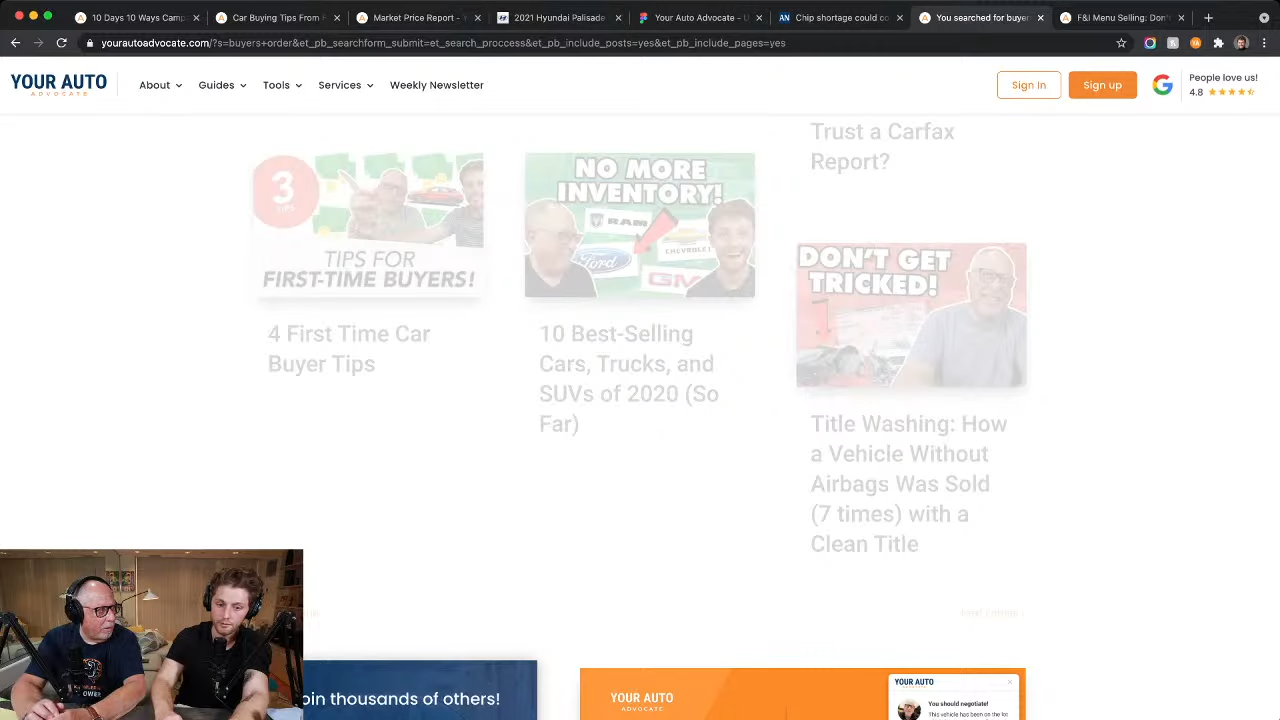 10 Days 10 Ways Camp
Car Buying Tips From F
Market Price Report - Y
2021 Hyundai Palisade
Your Auto Advocate - U
Chip shortage could co
You searched for buyer
F&I Menu Selling: Don'
yourautoadvocate.com/?s=buyers+order&et_pb_searchform_submit=et_search_proccess&et_pb_include_posts=yes&et_pb_include_pages=yes
YOUR AUTO
ADVOCATE
About
Guides
Tools
Services
Weekly Newsletter
Sign In
Sign up
People love us!
4.8
Trust a Carfax
Report?
3
TIPS
TIPS FOR
FIRST-TIME BUYERS!
4 First Time Car
Buyer Tips
NO MORE
INVENTORY!
RAM
Ford
CHEVROLET
GM
10 Best-Selling
Cars, Trucks, and
SUVs of 2020 (So
Far)
DON'T GET
TRICKED!
Title Washing: How
a Vehicle Without
Airbags Was Sold
(7 times) with a
Clean Title
oin thousands of others!
YOUR AUTO
ADVOCATE
YOUR AUTO
You should negotiate!
This vehicle has been on the lot